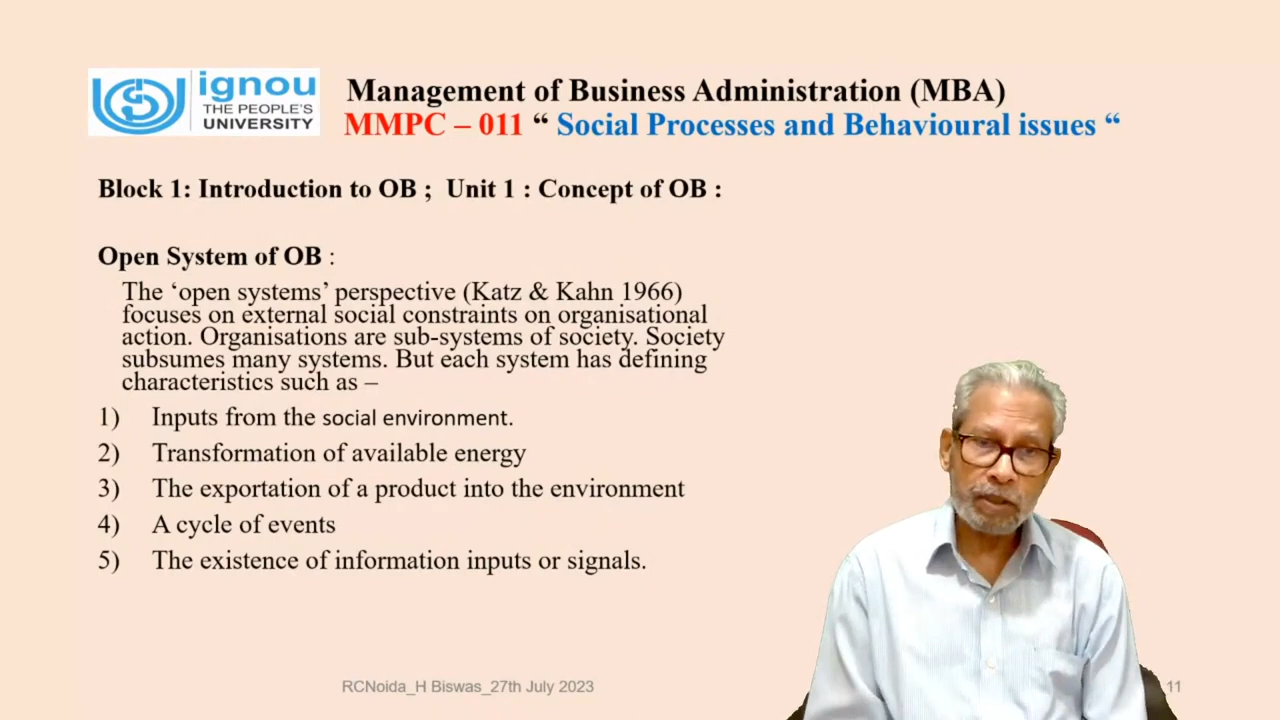 ignou
THE PEOPLE'S
UNIVERSITY
Management of Business Administration (MBA)
MMPC – 011 “ Social Processes and Behavioural issues “
Block 1: Introduction to OB ; Unit 1 : Concept of OB :
Open System of OB :
The ‘open systems’ perspective (Katz & Kahn 1966)
focuses on external social constraints on organisational
action. Organisations are sub-systems of society. Society
subsumes many systems. But each system has defining
characteristics such as –
1) Inputs from the social environment.
2) Transformation of available energy
3) The exportation of a product into the environment
4) A cycle of events
5) The existence of information inputs or signals.
RCNoida_H Biswas_27th July 2023
11